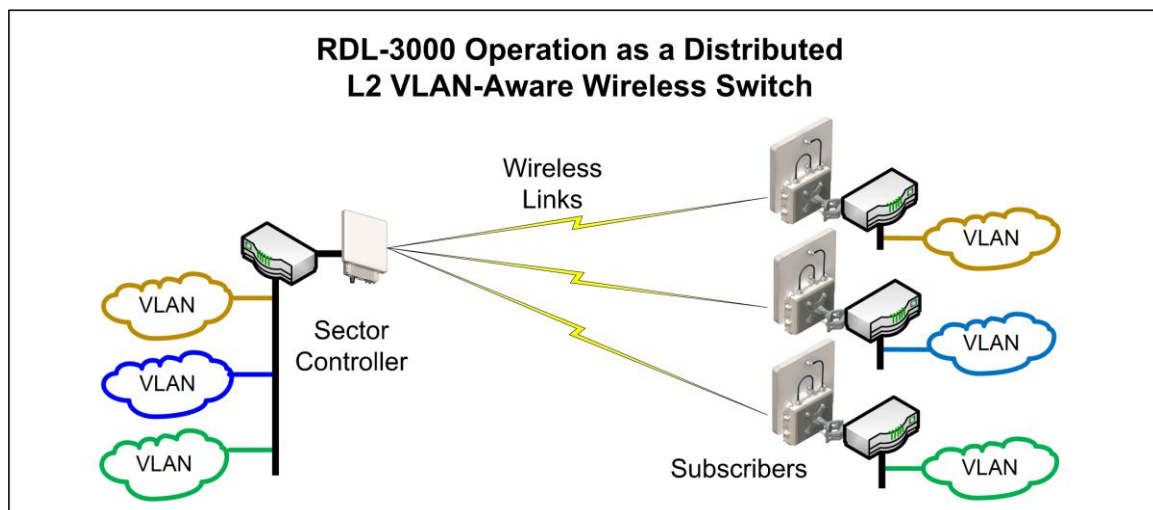 RDL-3000 Operation as a Distributed
L2 VLAN-Aware Wireless Switch
Wireless
Links
VLAN
VLAN
Sector
Controller
VLAN
VLAN
VLAN
Subscribers
VLAN